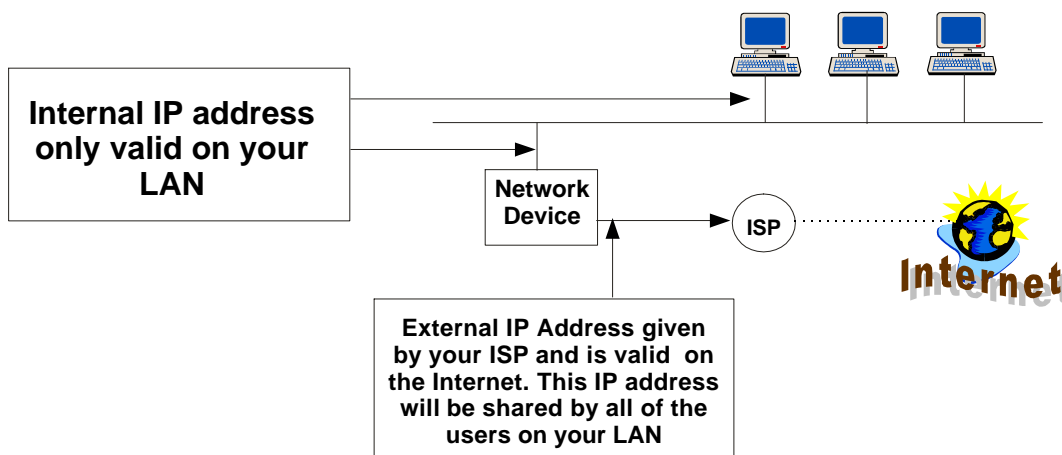 Internal IP address
only valid on your
LAN
Network
Device
ISP
Internet
External IP Address given
by your ISP and is valid on
the Internet. This IP address
will be shared by all of the
users on your LAN